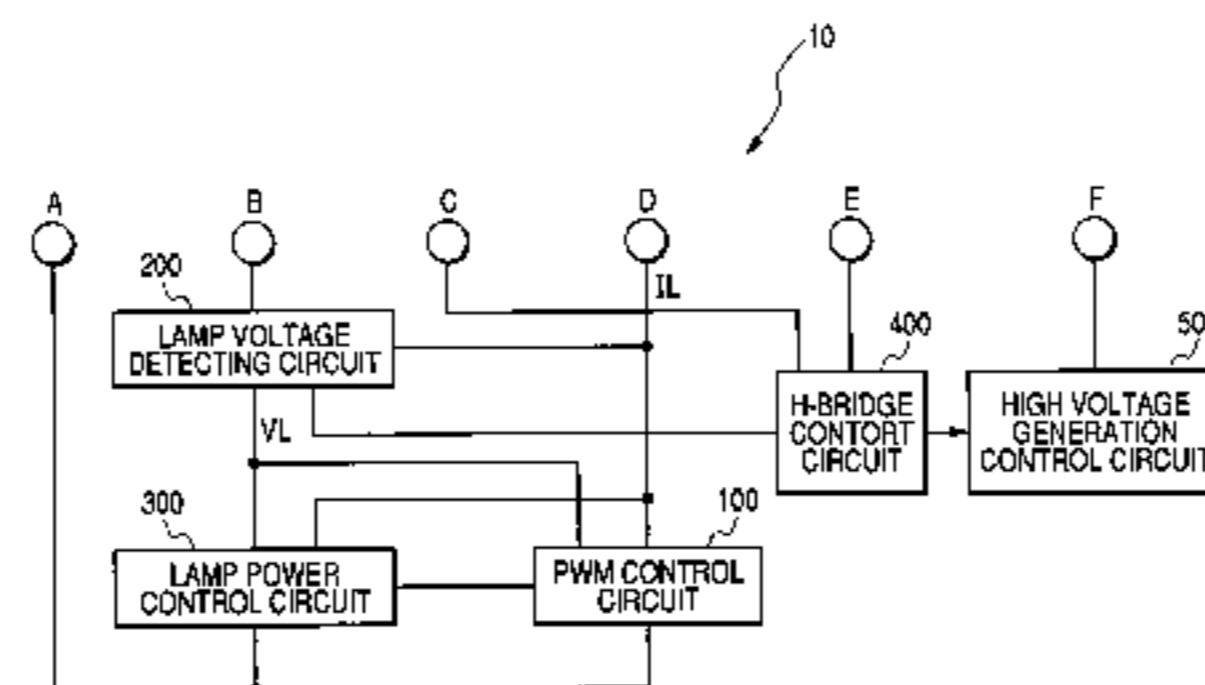 10
A B C D E F
200
IL
LAMP VOLTAGE
DETECTING CIRCUIT
400
50
H-BRIDGE
CONTORT
CIRCUIT
HIGH VOLTAGE
GENERATION
CONTROL CIRCUIT
VL
300
100
LAMP POWER
CONTROL CIRCUIT
PWM CONTROL
CIRCUIT